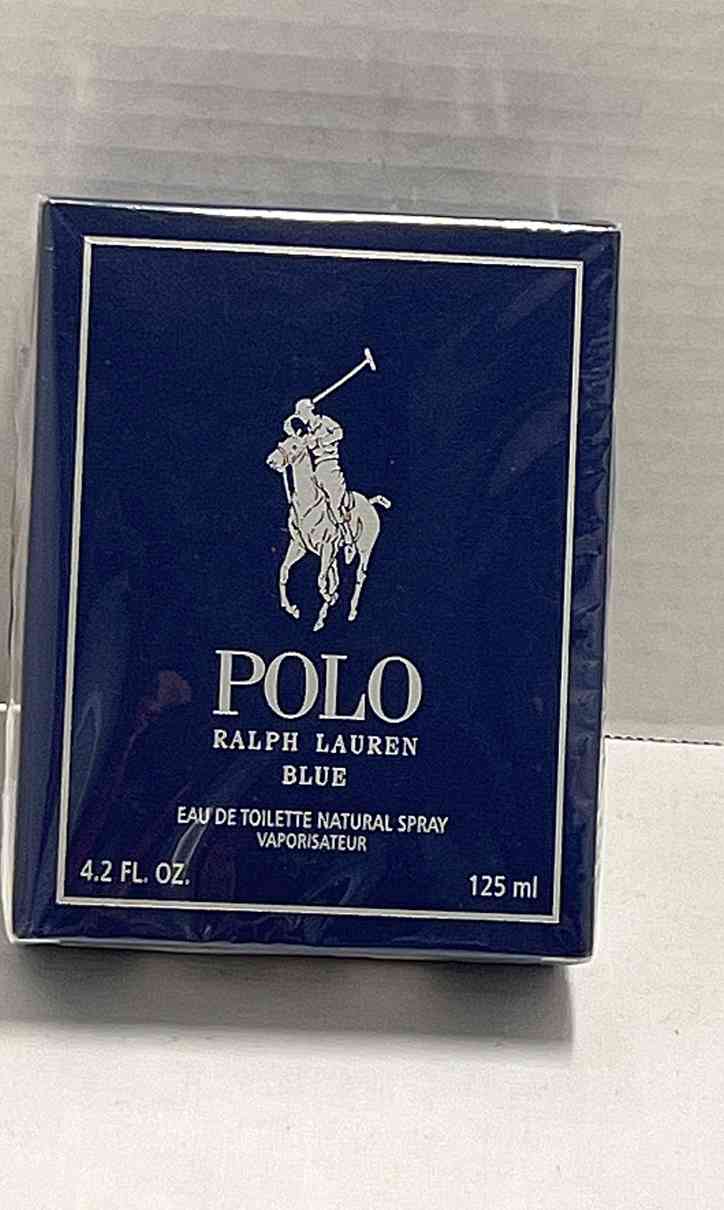 POLO
RALPH LAUREN
BLUE
EAU DE TOILETTE NATURAL SPRAY
VAPORISATEUR
4.2 FL. OZ. 125 ml